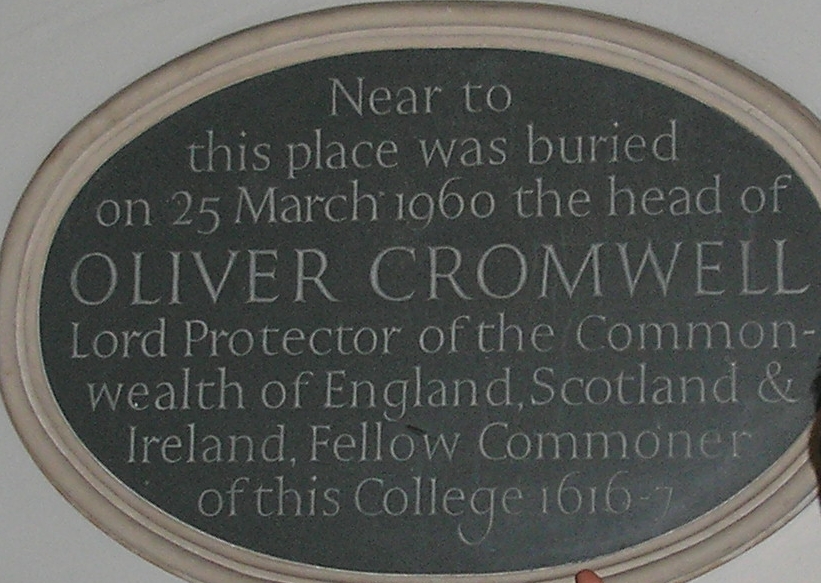 Near to
this place was buried
on 25 March 1960 the head of
OLIVER CROMWELL
Lord Protector of the Common-
wealth of England, Scotland &
Ireland, Fellow Commoner
of this College 1616-7